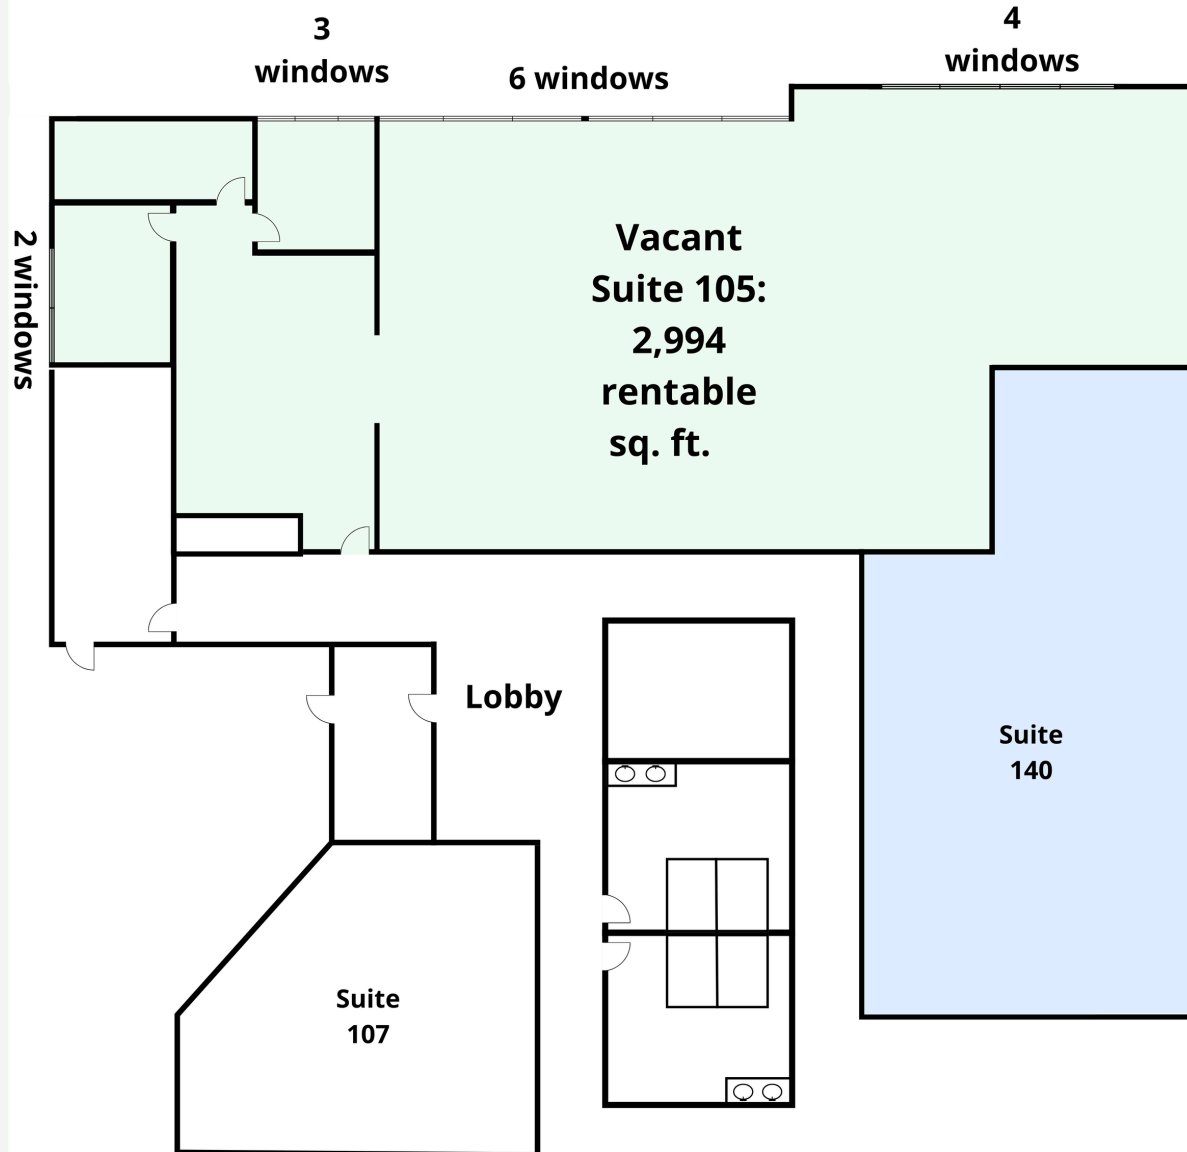 3
windows
6 windows
4
windows
2 windows
Vacant
Suite 105:
2,994
rentable
sq. ft.
Lobby
Suite
140
Suite
107